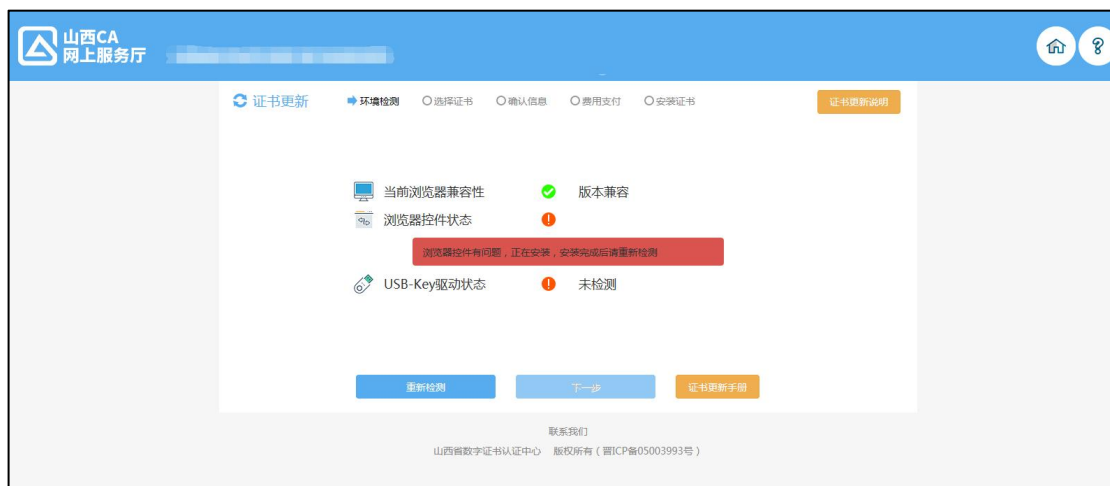 山西CA
网上服务厅
证书更新 环境检测 选择证书 确认信息 费用支付 安装证书 证书更新说明
当前浏览器兼容性 版本兼容
浏览器控件状态
浏览器控件有问题，正在安装，安装完成后请重新检测
USB-Key驱动状态 未检测
重新检测 下一步 证书更新手册
联系我们
山西省数字证书认证中心 版权所有（晋ICP备05003993号）